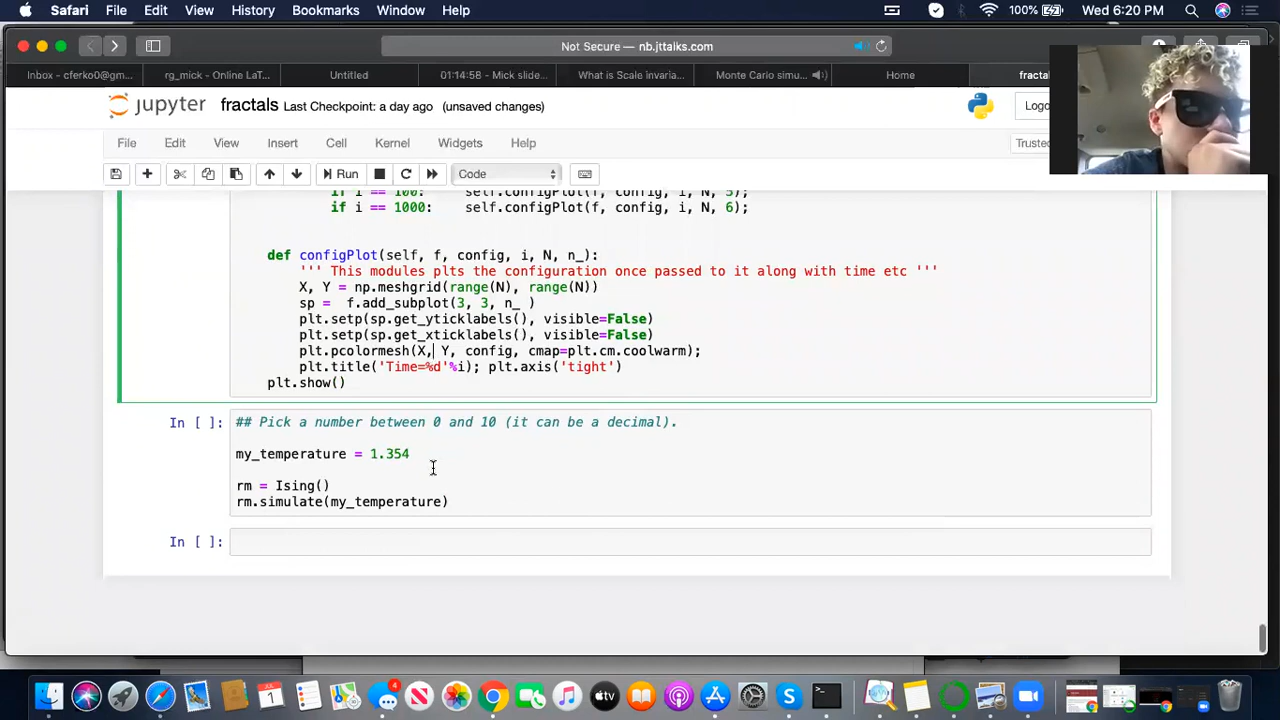 Safari File Edit View History Bookmarks Window Help 100% Wed 6:20 PM
Not Secure — nb.jttalks.com
Inbox - cferko0@gm... rg_mick - Online LaT... Untitled 01:14:58 - Mick slide... What is Scale invaria... Monte Carlo simu... Home fracta
jupyter fractals Last Checkpoint: a day ago (unsaved changes) Logo
File Edit View Insert Cell Kernel Widgets Help Trusted
Run Code
if i == 100: self.configPlot(f, config, i, N, 5);
if i == 1000: self.configPlot(f, config, i, N, 6);
def configPlot(self, f, config, i, N, n_):
''' This modules plts the configuration once passed to it along with time etc '''
X, Y = np.meshgrid(range(N), range(N))
sp = f.add_subplot(3, 3, n_ )
plt.setp(sp.get_yticklabels(), visible=False)
plt.setp(sp.get_xticklabels(), visible=False)
plt.pcolormesh(X, Y, config, cmap=plt.cm.coolwarm);
plt.title('Time=%d'%i); plt.axis('tight')
plt.show()
In [ ]: ## Pick a number between 0 and 10 (it can be a decimal).
my_temperature = 1.354
rm = Ising()
rm.simulate(my_temperature)
In [ ]:
4
1
tv